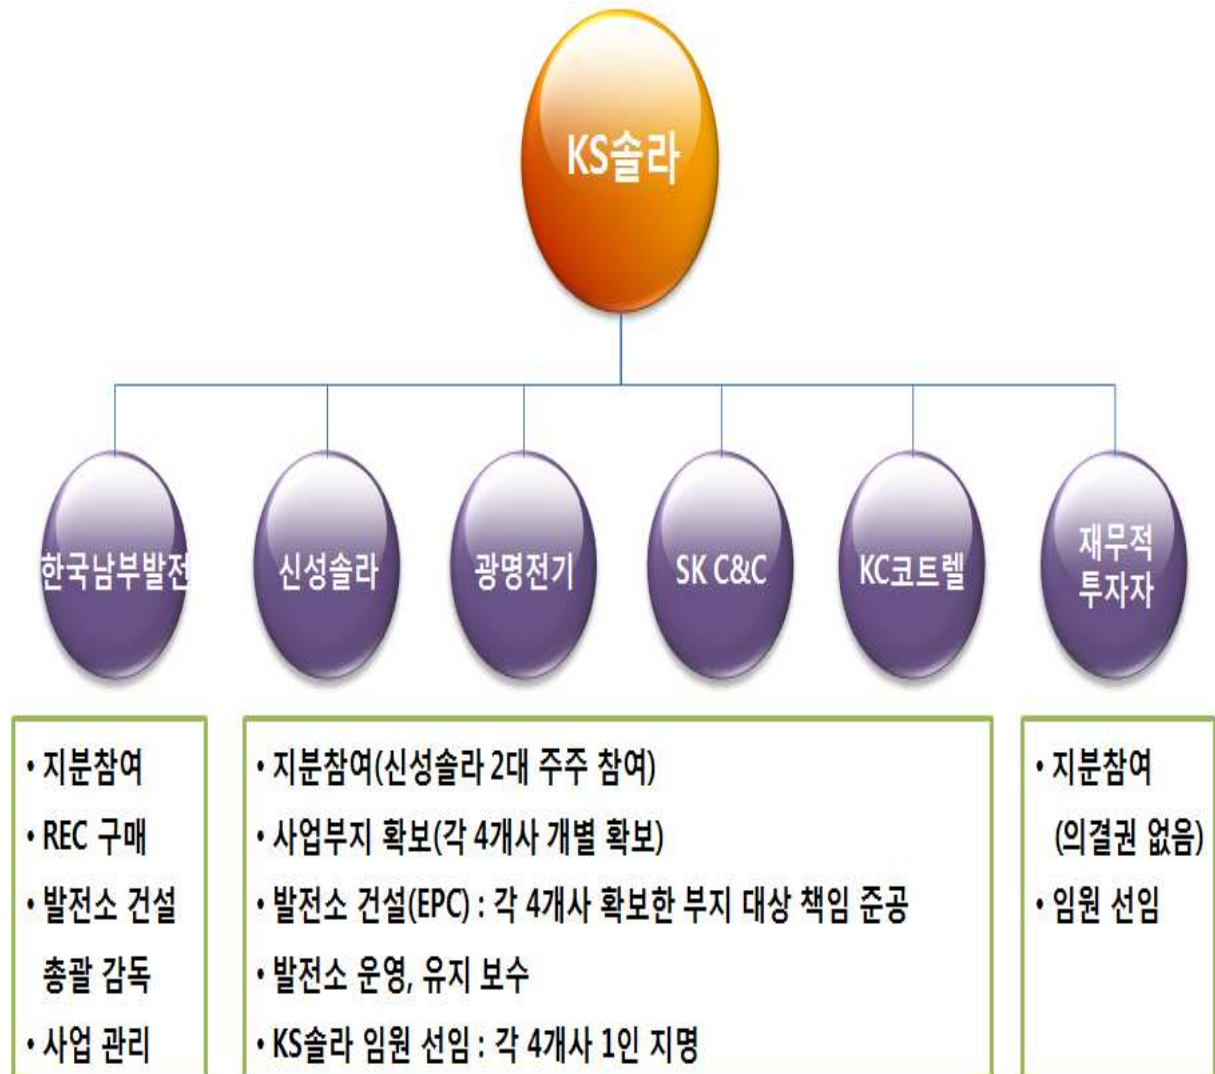 KS솔라
한국남부발전
신성솔라
광명전기
SK C&C
KC코트렐
재무적
투자자
• 지분참여
• REC 구매
• 발전소 건설
총괄 감독
• 사업 관리
• 지분참여(신성솔라 2대 주주 참여)
• 사업부지 확보(각 4개사 개별 확보)
• 발전소 건설(EPC) : 각 4개사 확보한 부지 대상 책임 준공
• 발전소 운영, 유지 보수
• KS솔라 임원 선임 : 각 4개사 1인 지명
• 지분참여
(의결권 없음)
• 임원 선임